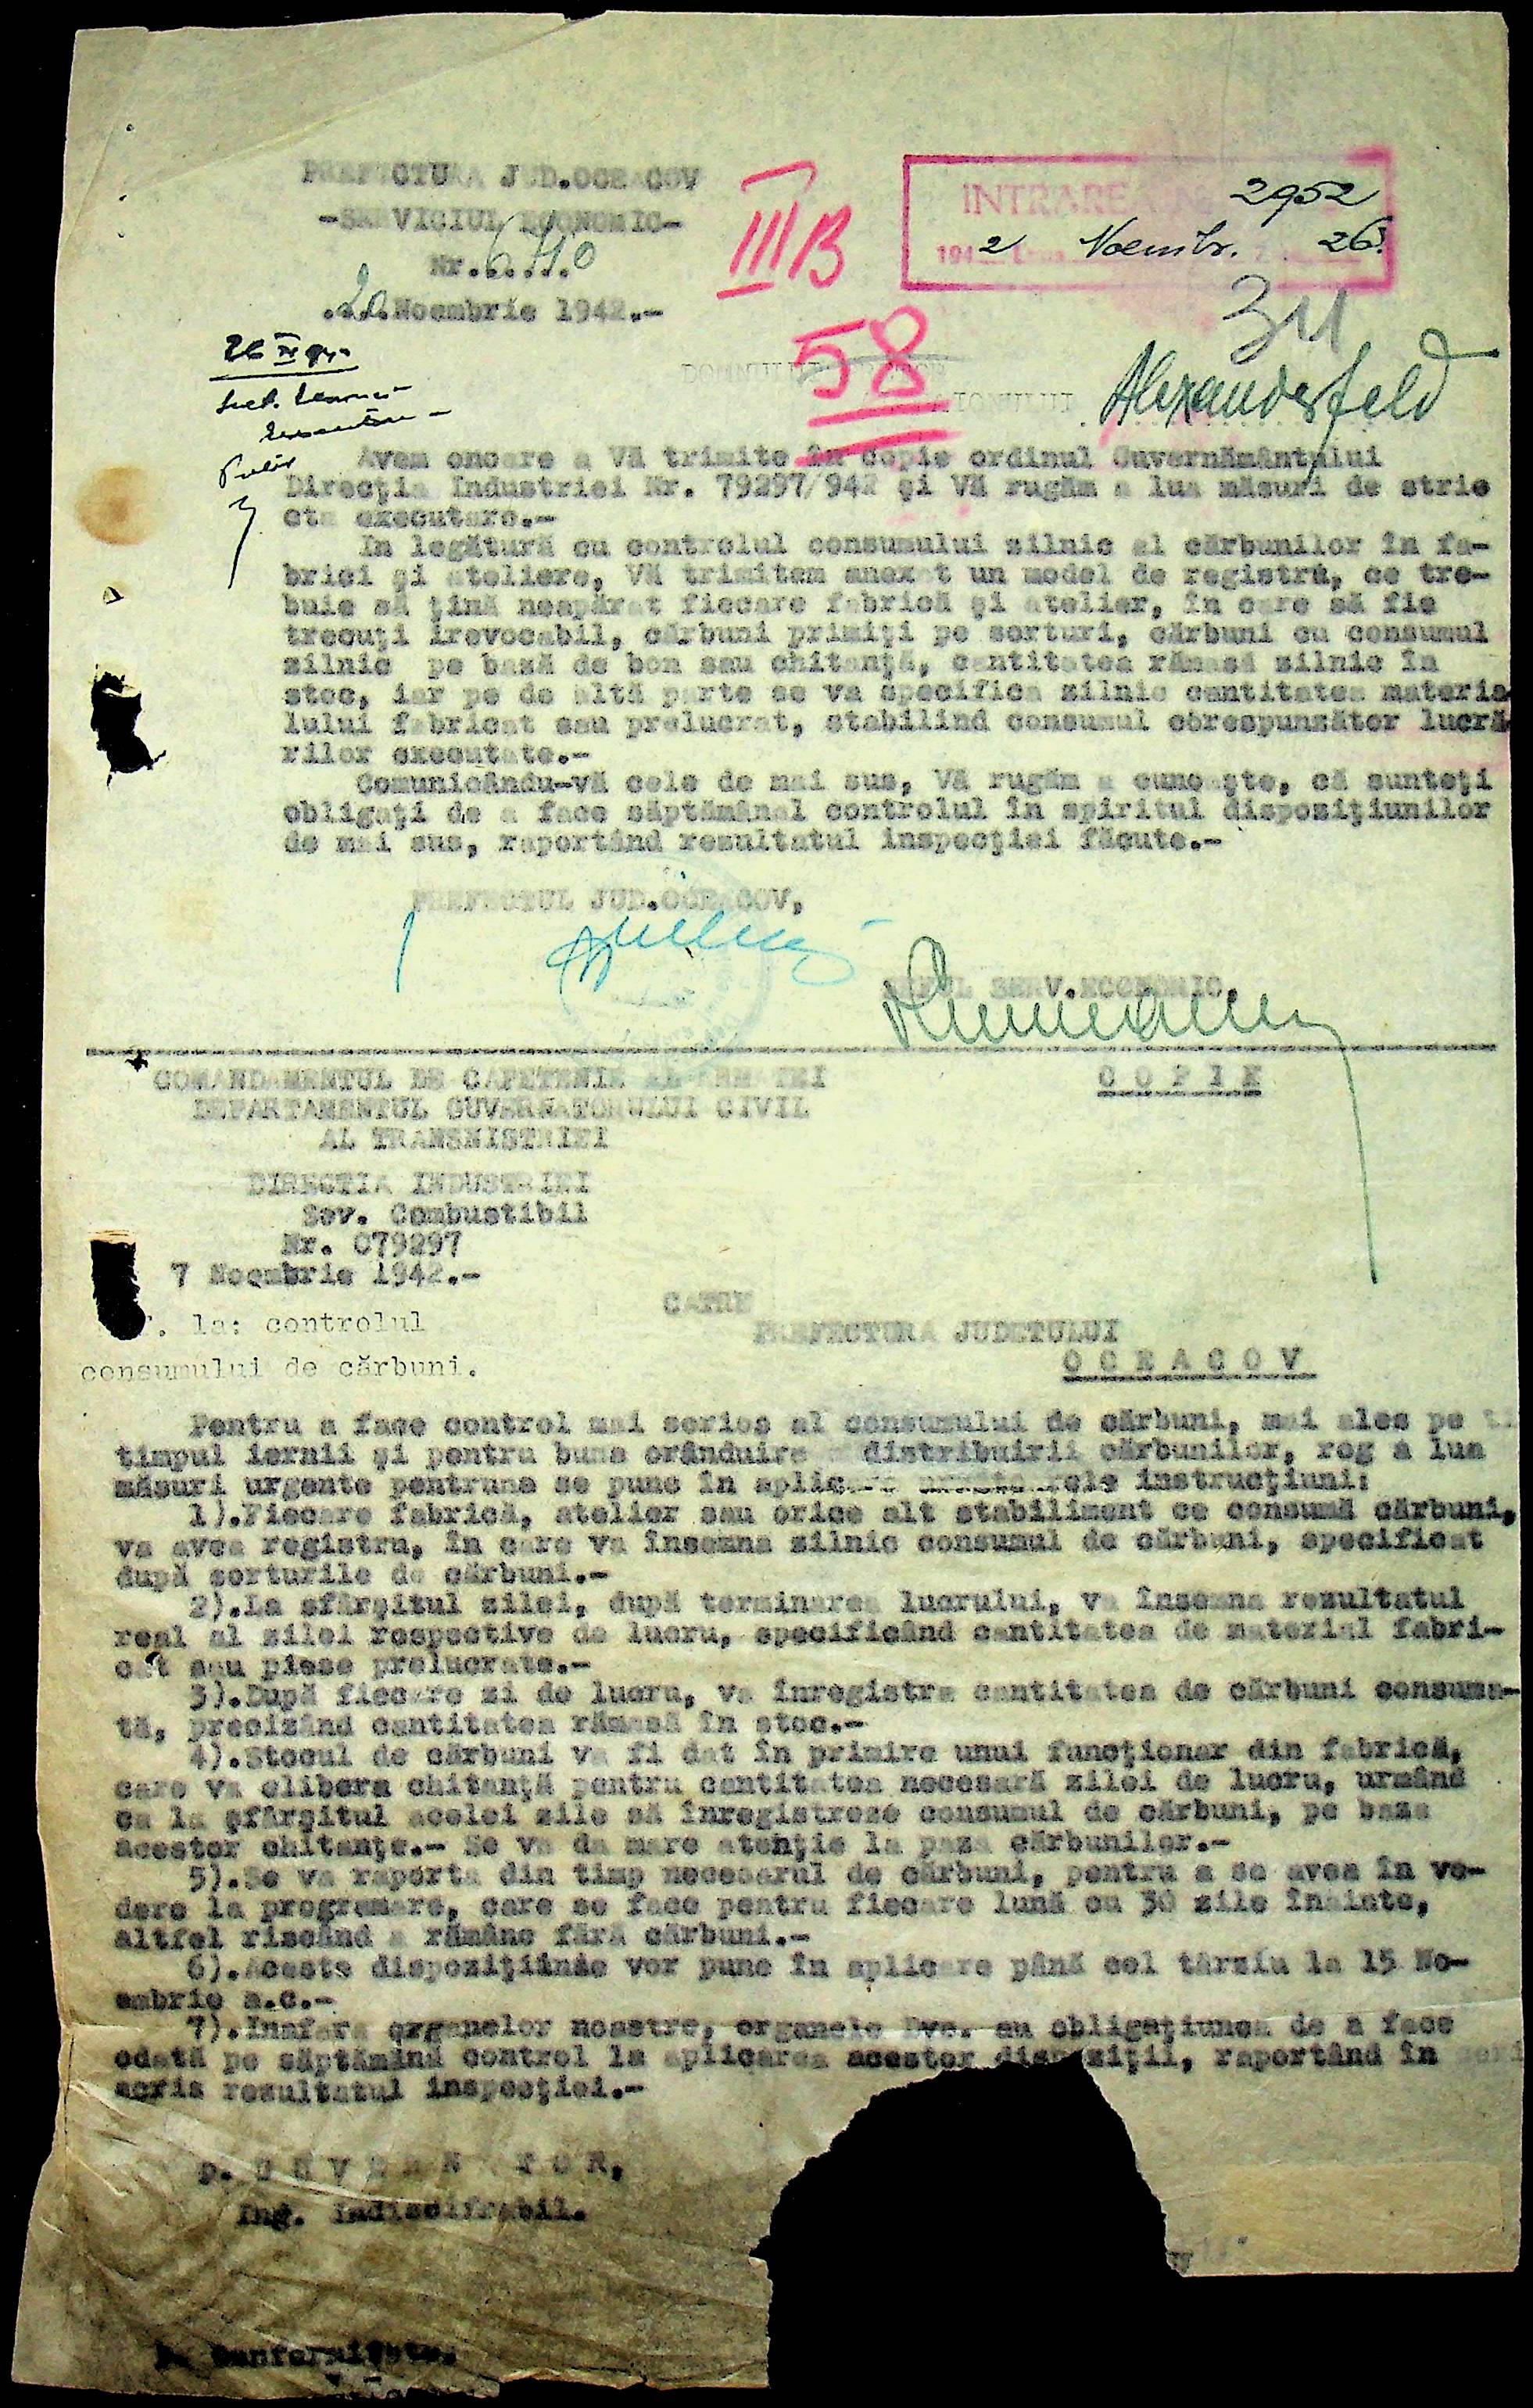 PREFECTURA JUD.OCEACOV
-SERVICIUL ECONOMIC-
Nr.
20 Noembrie 1942.-
III B
INTRAREA
2952
1942 Noembr. 26
58
311
DOMNULUI
Alexanderfeld
Avem onoare a Vă trimite în copie ordinul Guvernământului
Direcţia Industriei Nr. 79297/942 şi Vă rugăm a lua măsuri de stric
cta executare.-
In legătură cu controlul consumului zilnic al cărbunilor în fa-
brici şi ateliere, Vă trimitem anexat un model de registru, ce tre-
buie să ţină neapărat fiecare fabrică şi atelier, în care să fie
trecuţi irevocabil, cărbuni primiţi pe sorturi, cărbuni cu consumul
zilnic pe bază de bon sau chitanţă, cantitatea rămasă zilnic în
stoc, iar pe de altă parte se va specifica zilnic cantitatea materia
lului fabricat sau prelucrat, stabilind consumul corespunzător lucră
rilor executate.-
Comunicându-vă cele de mai sus, Vă rugăm a cunoaşte, că sunteţi
obligaţi de a face săptămânal controlul în spiritul dispoziţiunilor
de mai sus, raportând rezultatul inspecţiei făcute.-
PREFECTUL JUD.OCEACOV,
ŞEFUL SERV.ECONOMIC,
COMANDAMENTUL DE CAPETENIE AL ARMATEI
COPIE
DEPARTAMENTUL GUVERNATORULUI CIVIL
AL TRANSNISTRIEI
DIRECTIA INDUSTRIEI
Sev. Combustibil
Nr. C79297
7 Noembrie 1942.-
la: controlul
consumului de cărbuni.
CATRE
PREFECTURA JUDETULUI
OCEACOV
Pentru a face control mai serios al consumului de cărbuni, mai ales pe
timpul iernii şi pentru buna orânduire a distribuirii cărbunilor, rog a lua
măsuri urgente pentruna se pune în aplic instrucţiuni:
1).Fiecare fabrică, atelier sau orice alt stabiliment ce consumă cărbuni,
va avea registru, în care va însemna zilnic consumul de cărbuni, specificat
după sorturile de cărbuni.-
2).La sfârşitul zilei, după terminarea lucrului, va însemna rezultatul
real al zilei respective de lucru, specificând cantitatea de material fabri-
cat sau piese prelucrate.-
3).După fiecare zi de lucru, va înregistra cantitatea de cărbuni consuma-
tă, precizând cantitatea rămasă în stoc.-
4).Stocul de cărbuni va fi dat în primire unui funcţionar din fabrică,
care va elibera chitanţă pentru cantitatea necesară zilei de lucru, urmând
ca la sfârşitul acelei zile să înregistreze consumul de cărbuni, pe baza
acestor chitanţe.- Se va da mare atenţie la paza cărbunilor.-
5).Se va raporta din timp necesarul de cărbuni, pentru a se avea în ve-
dere la programare, care se face pentru fiecare lună cu 30 zile înainte,
altfel riscând a rămâne fără cărbuni.-
6).Aceste vor pune în aplicare până cel târziu la 15 No-
embrie a.c.-
7).Inafara organelor noastre, organele Dvs. au obligaţiunea de a face
odată pe săptămînă control la aplicarea acestor dispoziţii, raportând în
scris rezultatul inspecţiei.-
p. GUVERNATOR,
Ing. Indiscifrabil.
p. Conformitate,